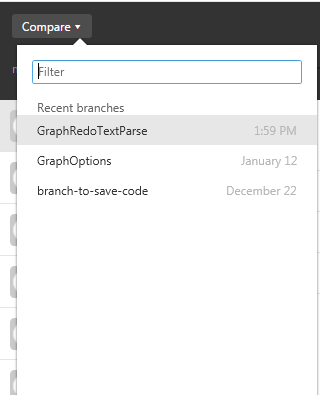 Compare
Filter
Recent branches
GraphRedoTextParse 1:59 PM
GraphOptions January 12
branch-to-save-code December 22